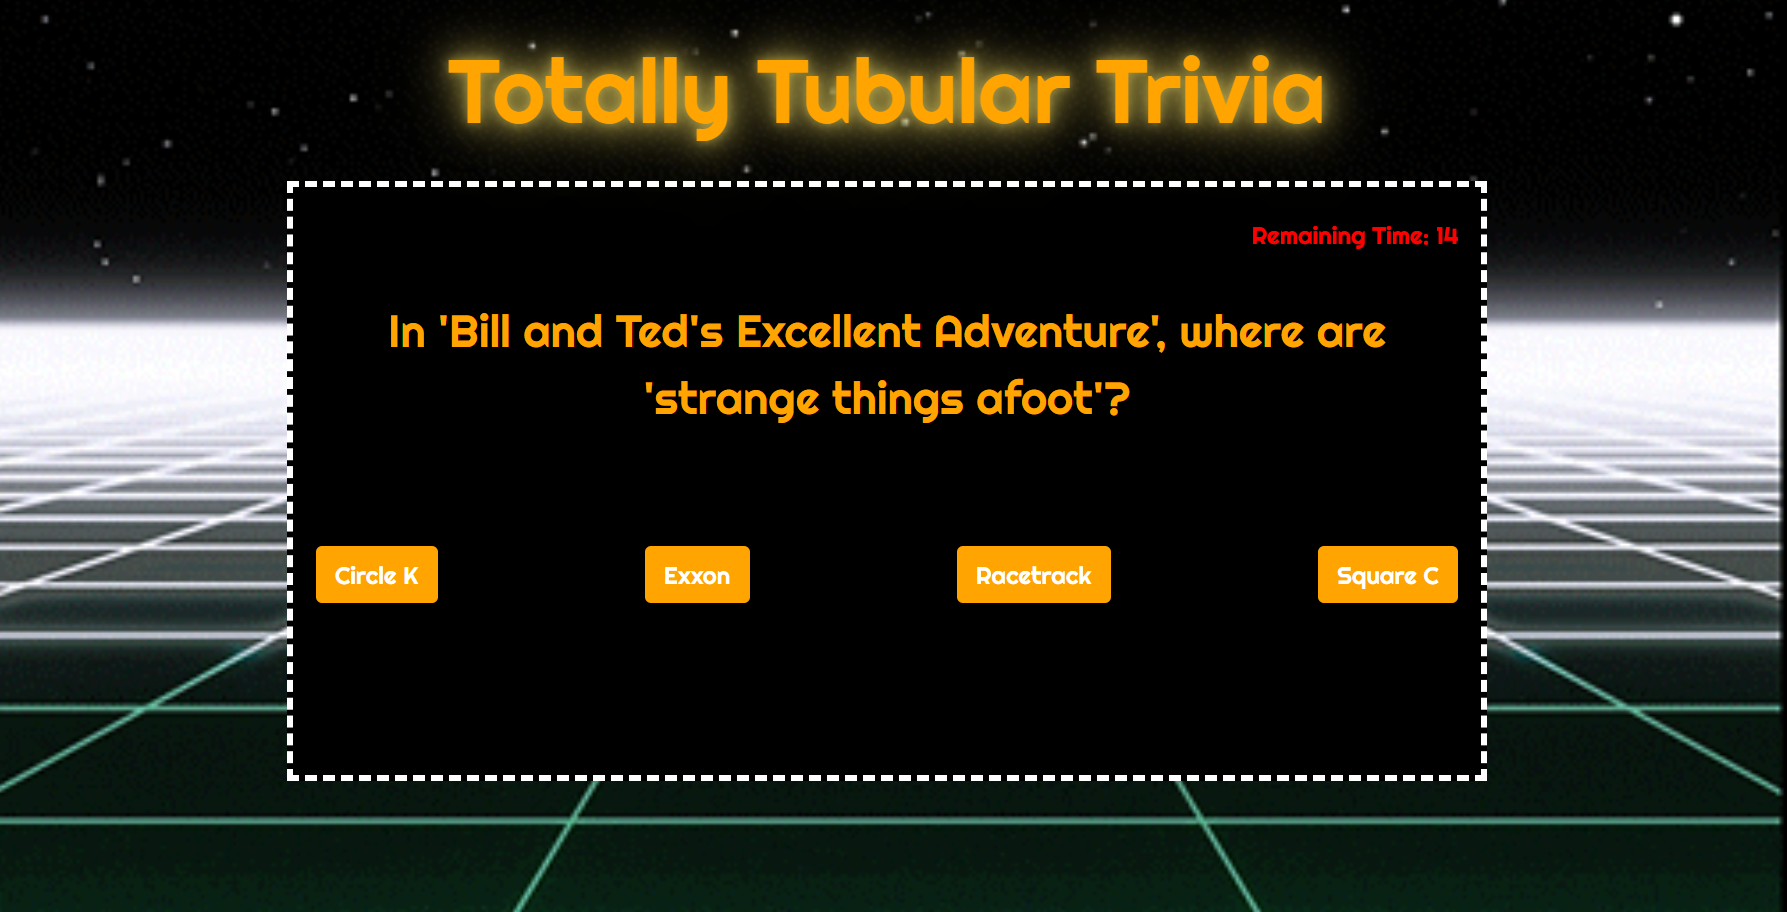 Totally Tubular Trivia
Remaining Time: 14
In 'Bill and Ted's Excellent Adventure', where are
'strange things afoot'?
Circle K
Exxon
Racetrack
Square C